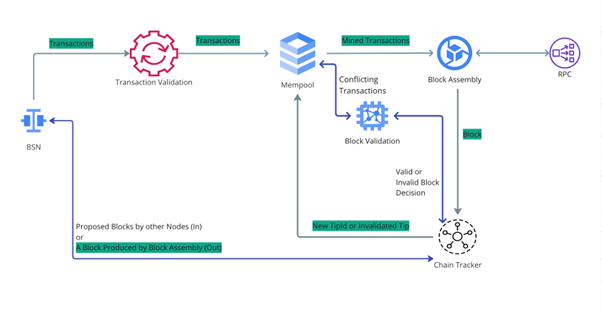 Transactions
Transactions
Mined Transactions
Transaction Validation
Mempool
Block Assembly
RPC
Conflicting
Transactions
Block Validation
BSN
Block
Valid or
Invalid Block
Decision
Proposed Blocks by other Nodes (In)
or
A Block Produced by Block Assembly (Out)
New TipId or Invalidated Tip
Chain Tracker